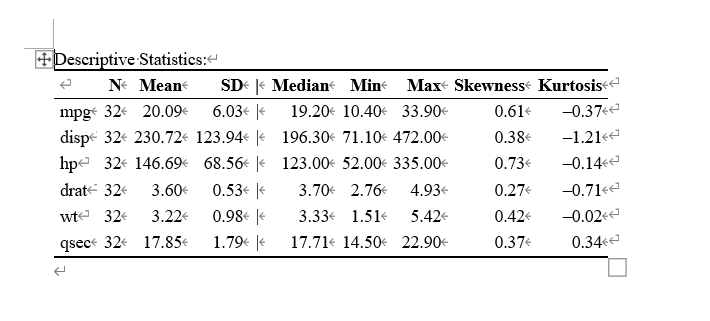 Descriptive Statistics:
N Mean SD | Median Min Max Skewness Kurtosis
mpg 32 20.09 6.03 | 19.20 10.40 33.90 0.61 −0.37
disp 32 230.72 123.94 | 196.30 71.10 472.00 0.38 −1.21
hp 32 146.69 68.56 | 123.00 52.00 335.00 0.73 −0.14
drat 32 3.60 0.53 | 3.70 2.76 4.93 0.27 −0.71
wt 32 3.22 0.98 | 3.33 1.51 5.42 0.42 −0.02
qsec 32 17.85 1.79 | 17.71 14.50 22.90 0.37 0.34